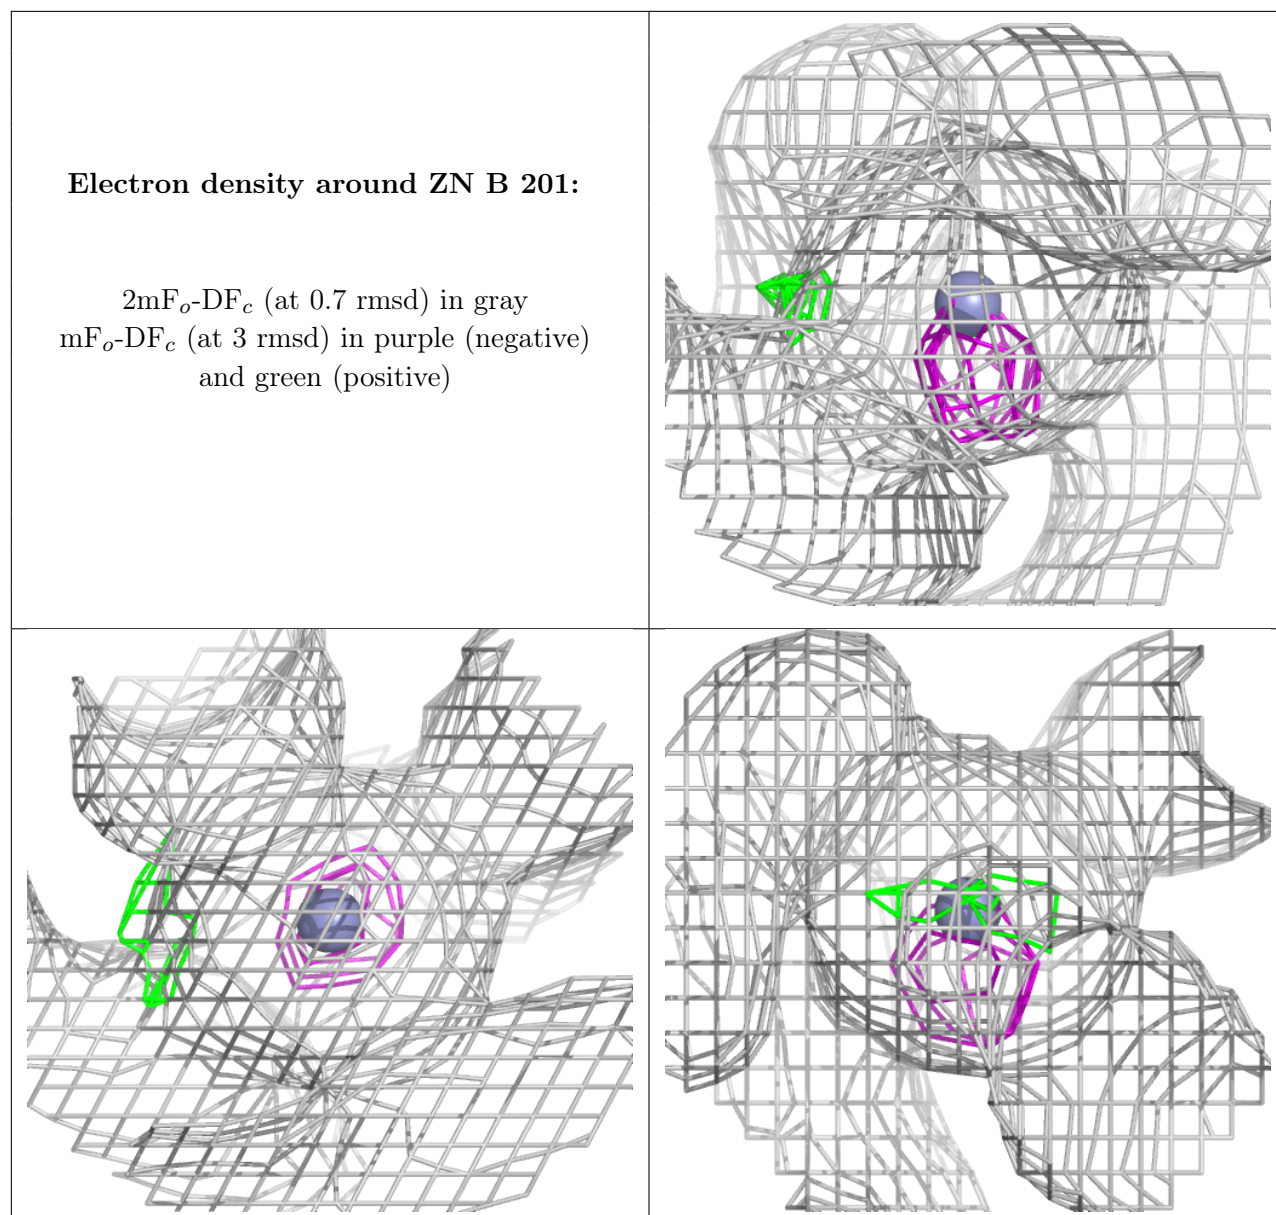 Electron density around ZN B 201:
2mFo-DFc (at 0.7 rmsd) in gray
mFo-DFc (at 3 rmsd) in purple (negative)
and green (positive)